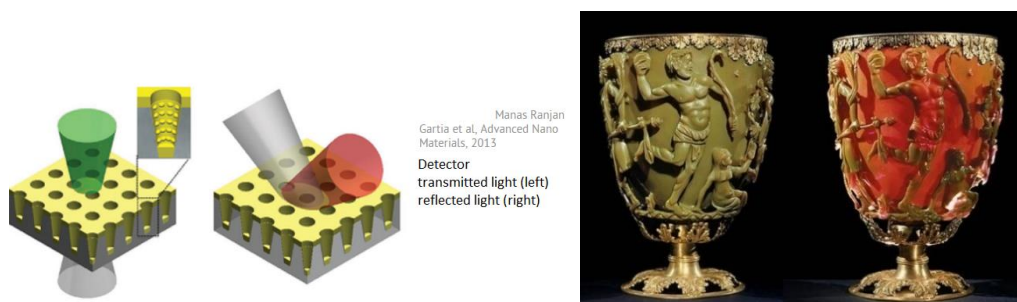 Manas Ranjan
Gartia et al, Advanced Nano
Materials, 2013
Detector
transmitted light (left)
reflected light (right)